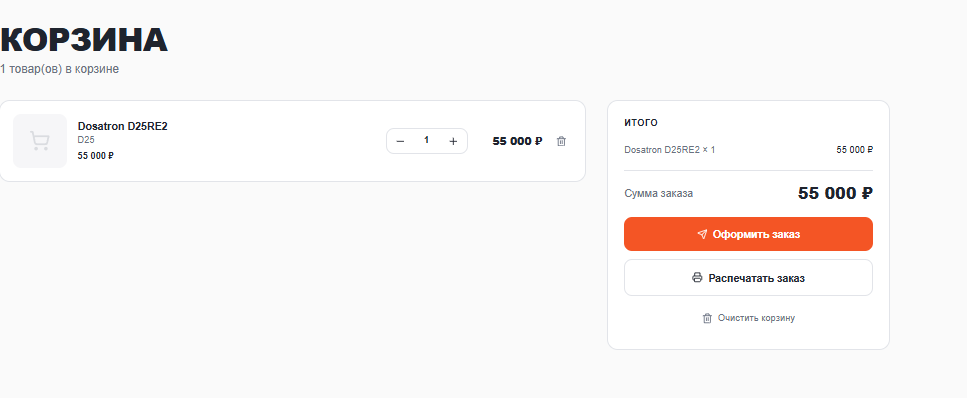 КОРЗИНА
1 товар(ов) в корзине
Dosatron D25RE2
D25
55 000 ₽
− 1 + 55 000 ₽
ИТОГО
Dosatron D25RE2 × 1 55 000 ₽
Сумма заказа 55 000 ₽
Оформить заказ
Распечатать заказ
Очистить корзину